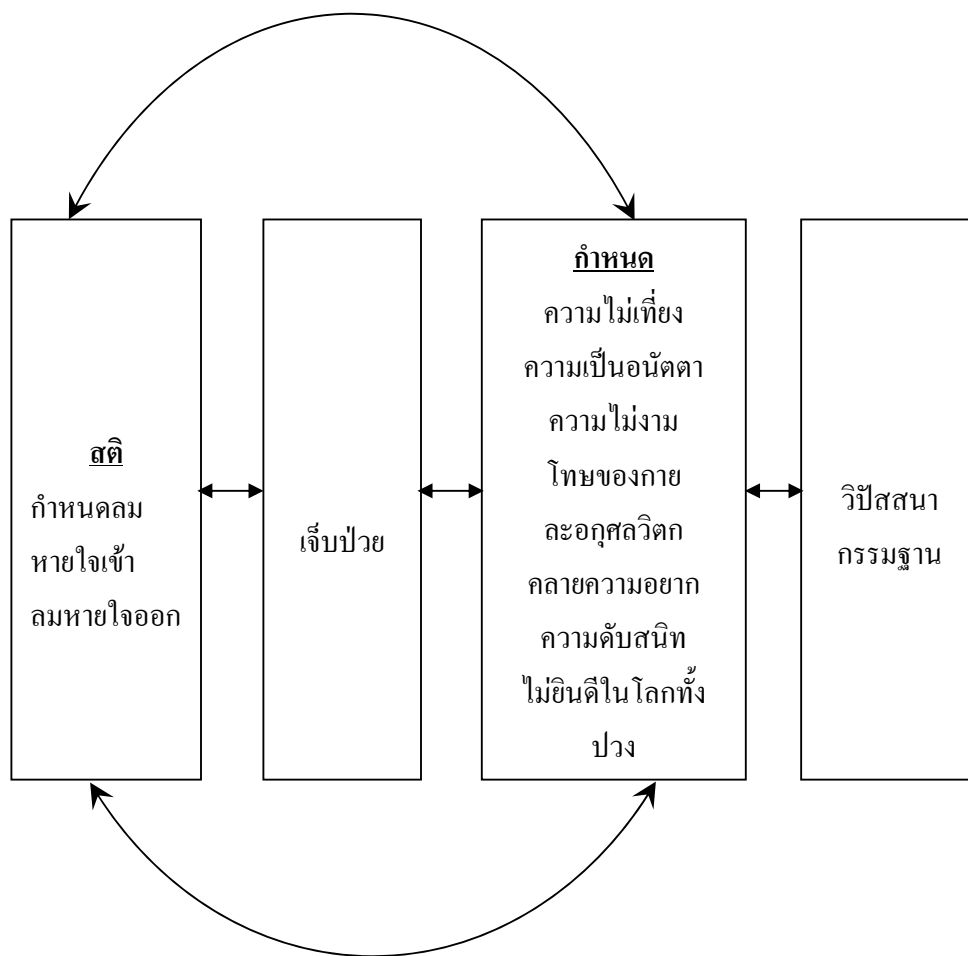 สติ
กำหนดลม
หายใจเข้า
ลมหายใจออก
เจ็บป่วย
กำหนด
ความไม่เที่ยง
ความเป็นอนัตตา
ความไม่งาม
โทษของกาย
ละอกุศลวิตก
คลายความอยาก
ความดับสนิท
ไม่ยินดีในโลกทั้ง
ปวง
วิปัสสนา
กรรมฐาน